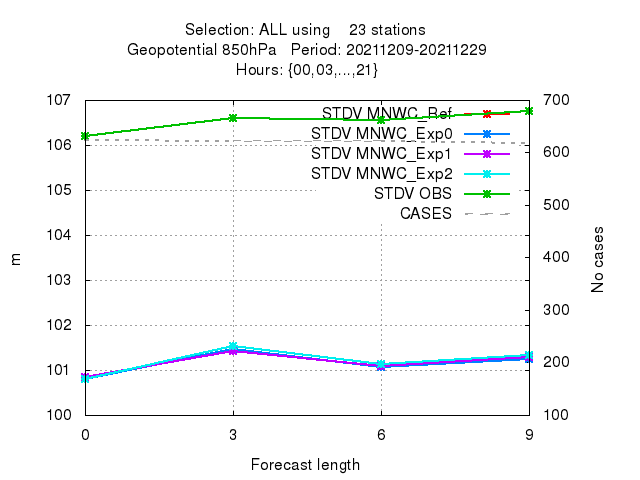 Selection: ALL using    23 stations
Geopotential 850hPa   Period: 20211209-20211229
Hours: {00,03,...,21}
107 700
STDV MNWC_Ref
STDV MNWC_Exp0
106 600
STDV MNWC_Exp1
STDV MNWC_Exp2
105 500
STDV OBS
CASES
104 400
m
No cases
103 300
102
101 200
100 100
0 3 6 9
Forecast length